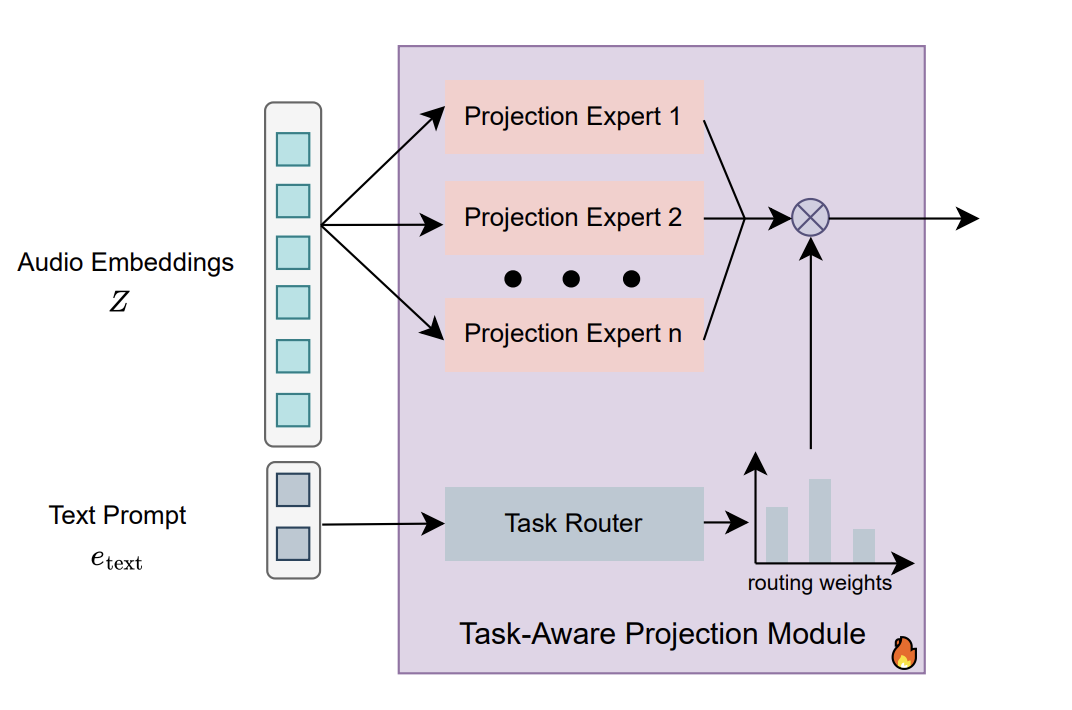 Projection Expert 1
Projection Expert 2
Projection Expert n
Audio Embeddings
Z
Text Prompt
e_text
Task Router
routing weights
Task-Aware Projection Module